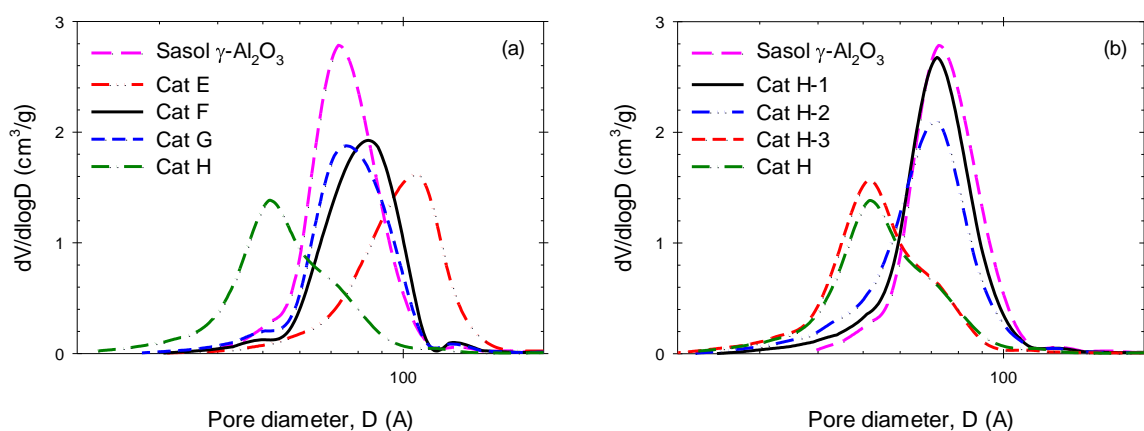 (a)
Sasol γ-Al2O3
Cat E
Cat F
Cat G
Cat H
3
2
1
0
dV/dlogD (cm3/g)
100
Pore diameter, D (A)
(b)
Sasol γ-Al2O3
Cat H-1
Cat H-2
Cat H-3
Cat H
3
2
1
0
dV/dlogD (cm3/g)
100
Pore diameter, D (A)